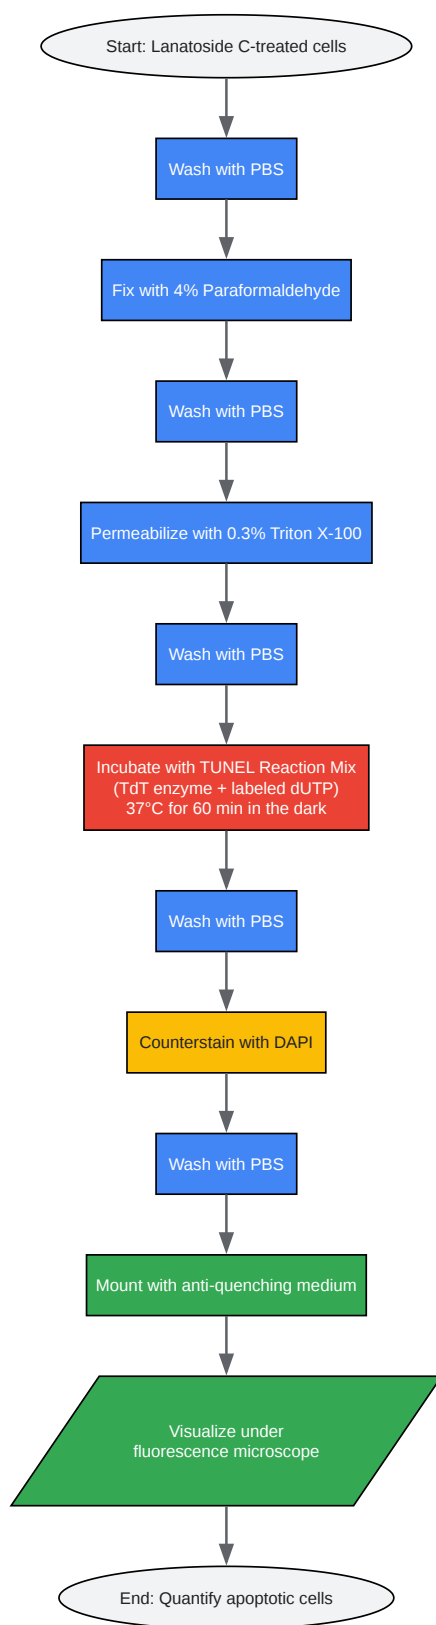 Start: Lanatoside C-treated cells
Wash with PBS
Fix with 4% Paraformaldehyde
Wash with PBS
Permeabilize with 0.3% Triton X-100
Wash with PBS
Incubate with TUNEL Reaction Mix
(TdT enzyme + labeled dUTP)
37°C for 60 min in the dark
Wash with PBS
Counterstain with DAPI
Wash with PBS
Mount with anti-quenching medium
Visualize under
fluorescence microscope
End: Quantify apoptotic cells